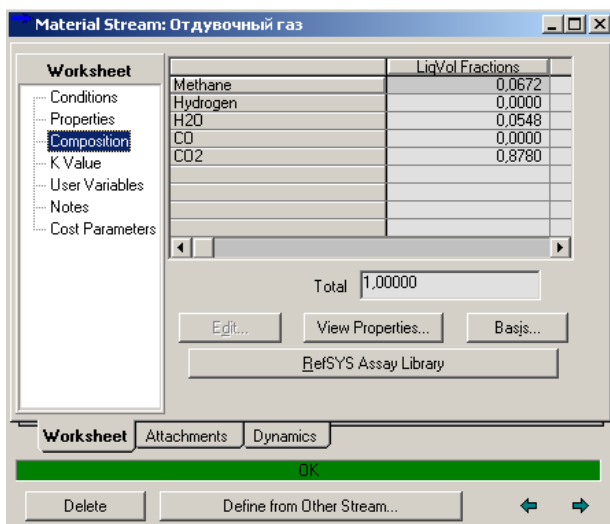 Material Stream: Отдувочный газ
Worksheet
Conditions
Properties
Composition
K Value
User Variables
Notes
Cost Parameters
LiqVol Fractions
Methane 0,0672
Hydrogen 0,0000
H2O 0,0548
CO 0,0000
CO2 0,8780
Total 1,00000
Edit... View Properties... Basis...
RefSYS Assay Library
Worksheet Attachments Dynamics
OK
Delete Define from Other Stream...